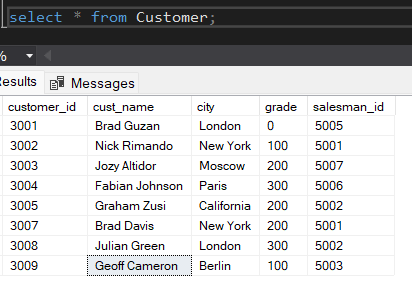 select * from Customer;
%
Results Messages
customer_id cust_name city grade salesman_id
3001 Brad Guzan London 0 5005
3002 Nick Rimando New York 100 5001
3003 Jozy Altidor Moscow 200 5007
3004 Fabian Johnson Paris 300 5006
3005 Graham Zusi California 200 5002
3007 Brad Davis New York 200 5001
3008 Julian Green London 300 5002
3009 Geoff Cameron Berlin 100 5003